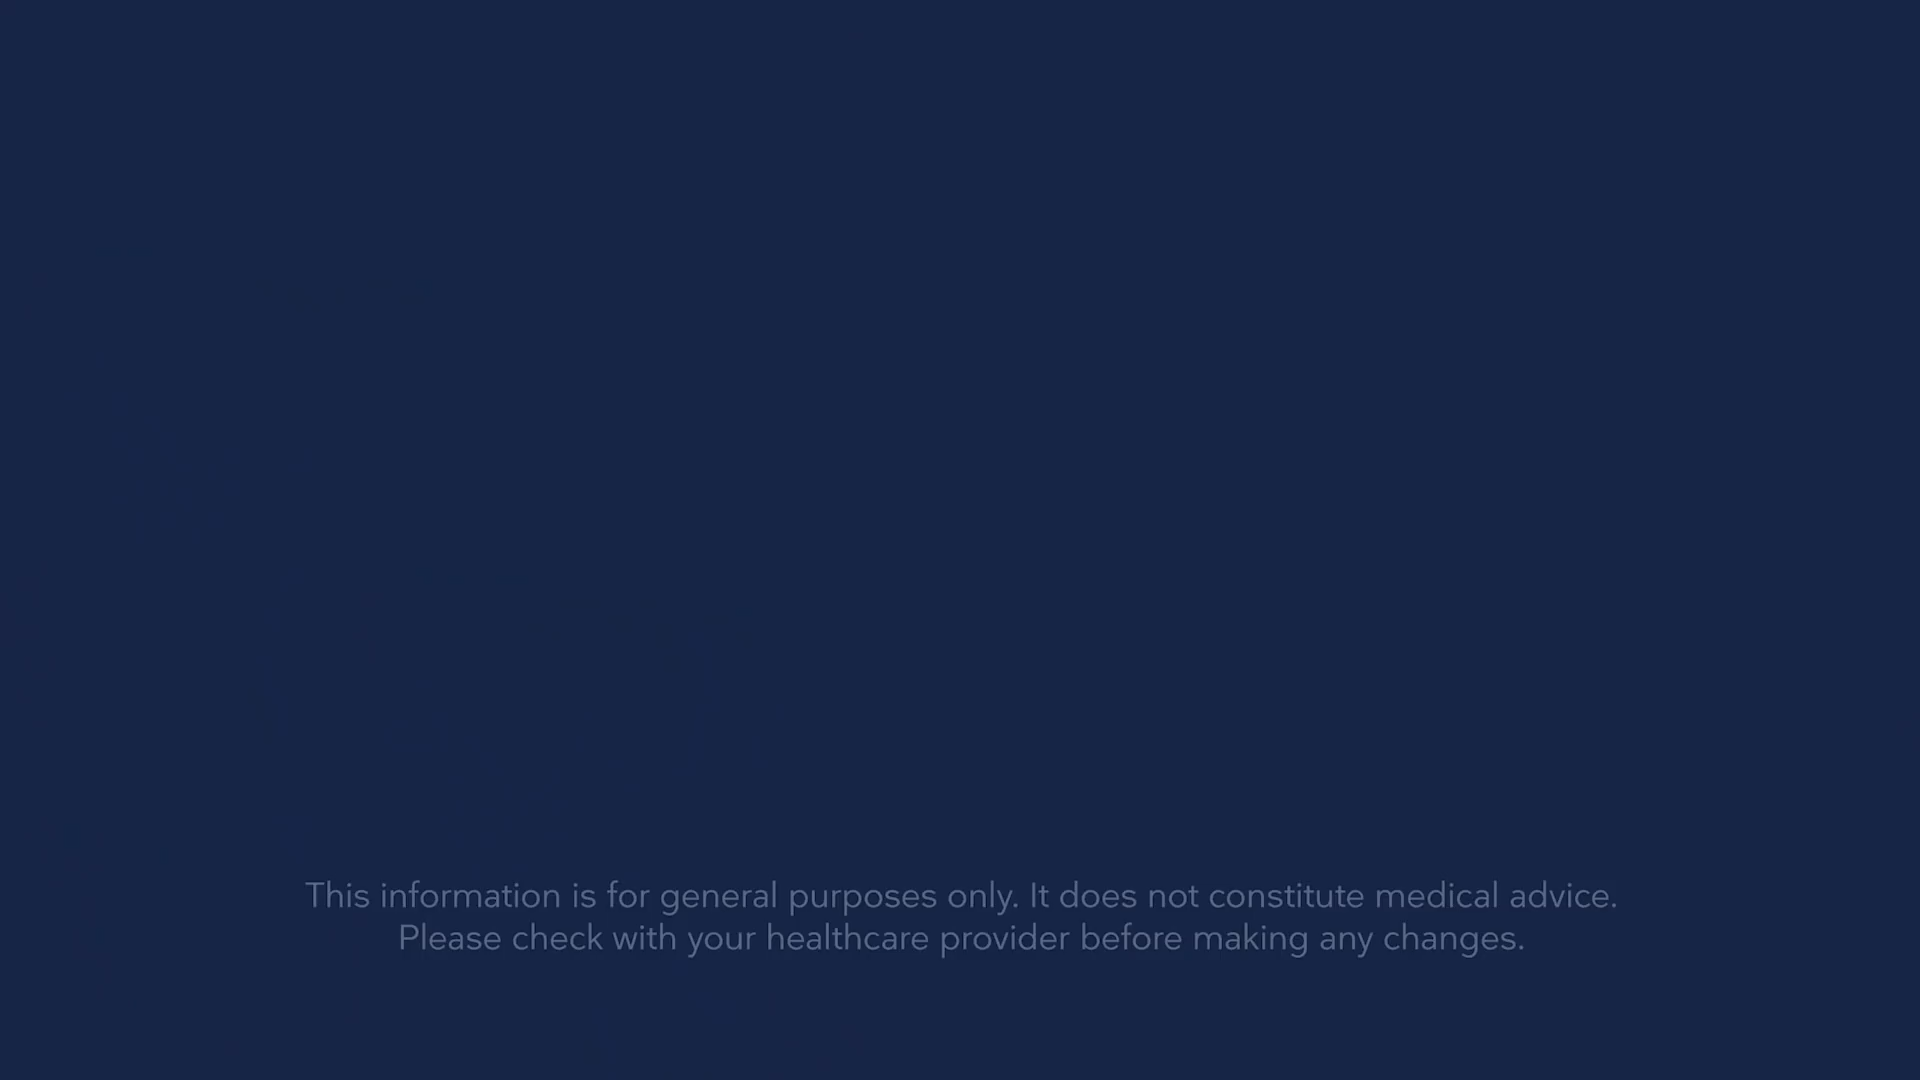 This information is for general purposes only. It does not constitute medical advice.
Please check with your healthcare provider before making any changes.